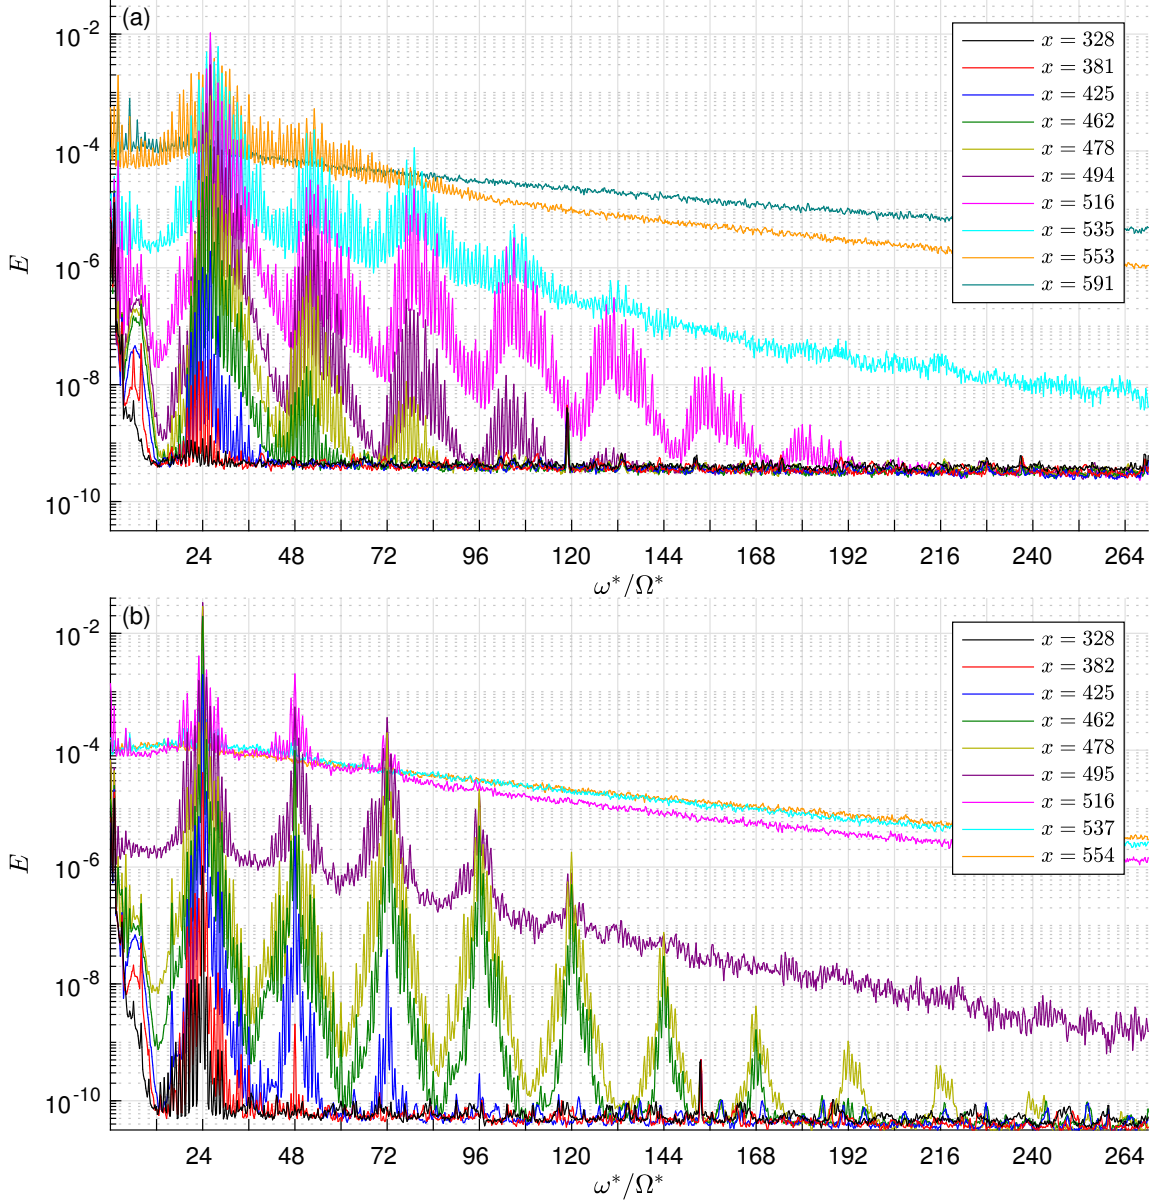 (a)
10^-2
10^-4
10^-6
10^-8
10^-10
E
x = 328
x = 381
x = 425
x = 462
x = 478
x = 494
x = 516
x = 535
x = 553
x = 591
24 48 72 96 120 144 168 192 216 240 264
ω*/Ω*
(b)
10^-2
10^-4
10^-6
10^-8
10^-10
E
x = 328
x = 382
x = 425
x = 462
x = 478
x = 495
x = 516
x = 537
x = 554
24 48 72 96 120 144 168 192 216 240 264
ω*/Ω*